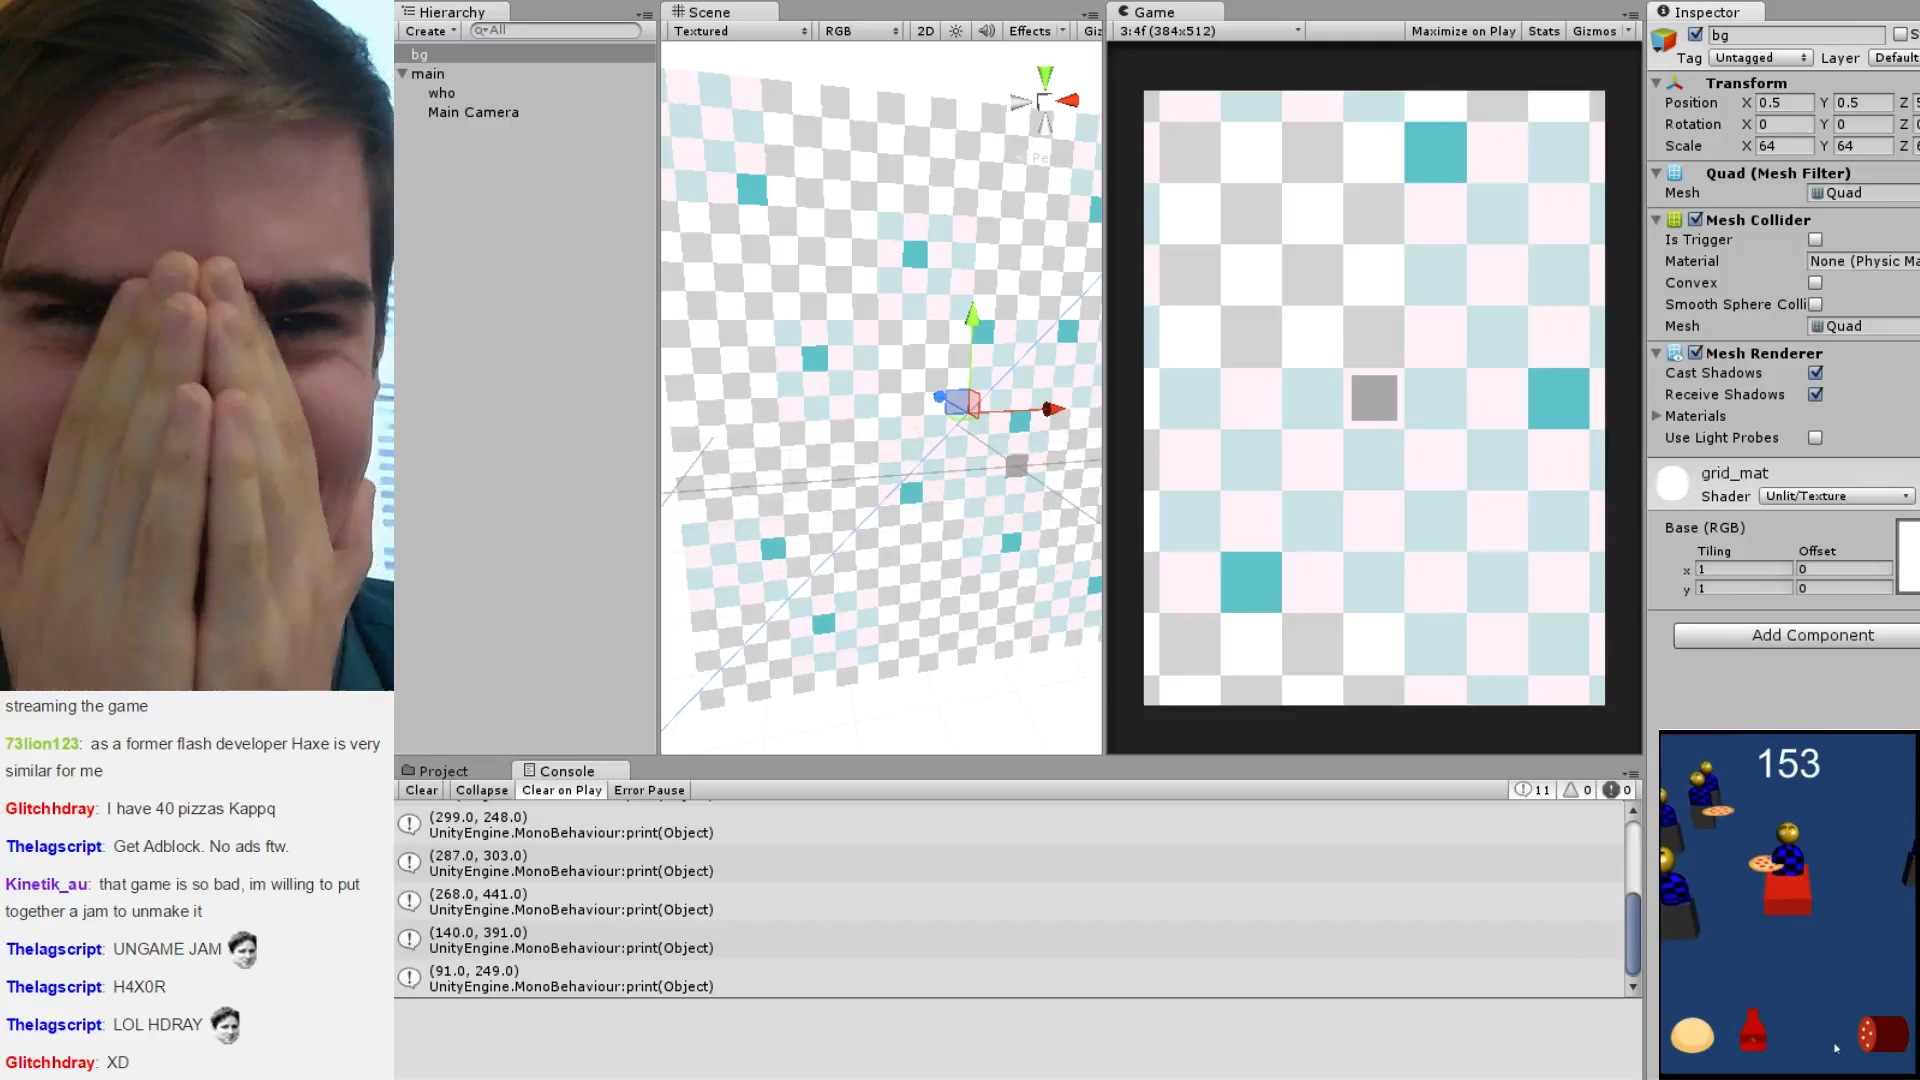 Hierarchy
Create
All
bg
main
who
Main Camera
Scene
Textured
RGB
2D
Effects
Giz
Game
3:4f (384x512)
Maximize on Play
Stats
Gizmos
Inspector
bg
S
Tag
Untagged
Layer
Default
Transform
Position X 0.5 Y 0.5 Z
Rotation X 0 Y 0 Z
Scale X 64 Y 64 Z
Quad (Mesh Filter)
Mesh Quad
Mesh Collider
Is Trigger
Material None (Physic Ma
Convex
Smooth Sphere Colli
Mesh Quad
Mesh Renderer
Cast Shadows
Receive Shadows
Materials
Use Light Probes
grid_mat
Shader Unlit/Texture
Base (RGB)
Tiling Offset
x 1 0
y 1 0
Add Component
Project
Console
Clear
Collapse
Clear on Play
Error Pause
11
0
0
(299.0, 248.0)
UnityEngine.MonoBehaviour:print(Object)
(287.0, 303.0)
UnityEngine.MonoBehaviour:print(Object)
(268.0, 441.0)
UnityEngine.MonoBehaviour:print(Object)
(140.0, 391.0)
UnityEngine.MonoBehaviour:print(Object)
(91.0, 249.0)
UnityEngine.MonoBehaviour:print(Object)
153
streaming the game
73lion123: as a former flash developer Haxe is very
similar for me
Glitchhdray: I have 40 pizzas Kappq
Thelagscript: Get Adblock. No ads ftw.
Kinetik_au: that game is so bad, im willing to put
together a jam to unmake it
Thelagscript: UNGAME JAM
Thelagscript: H4X0R
Thelagscript: LOL HDRAY
Glitchhdray: XD